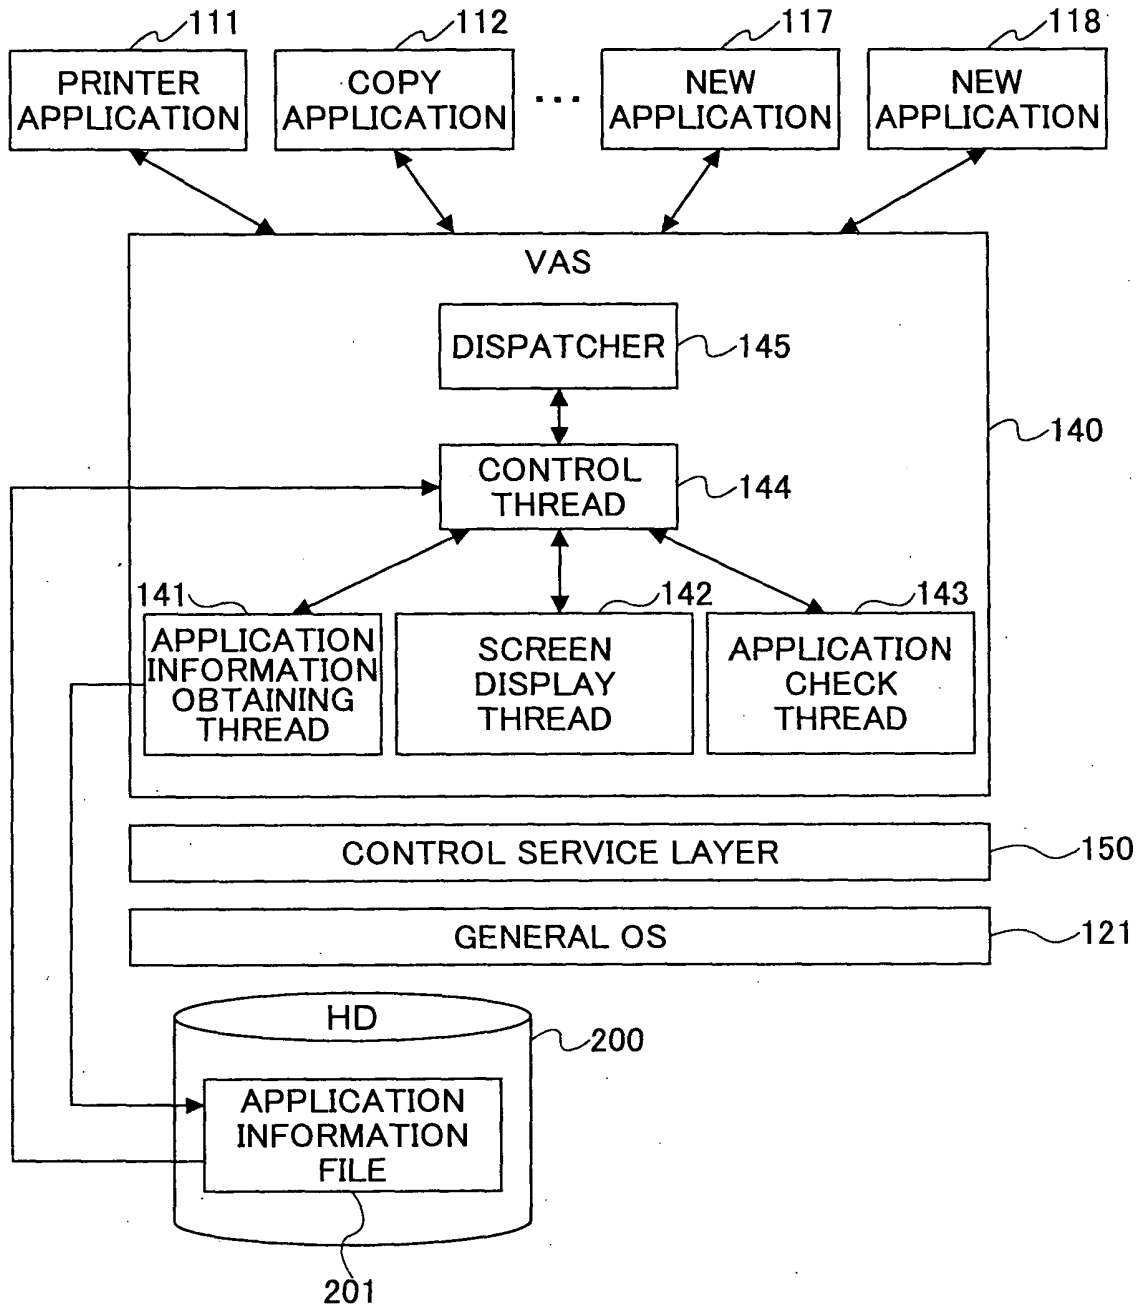 111
112
117
118
PRINTER
APPLICATION
COPY
APPLICATION
...
NEW
APPLICATION
NEW
APPLICATION
VAS
DISPATCHER
145
140
CONTROL
THREAD
144
141
142
143
APPLICATION
INFORMATION
OBTAINING
THREAD
SCREEN
DISPLAY
THREAD
APPLICATION
CHECK
THREAD
CONTROL SERVICE LAYER
150
GENERAL OS
121
HD
200
APPLICATION
INFORMATION
FILE
201